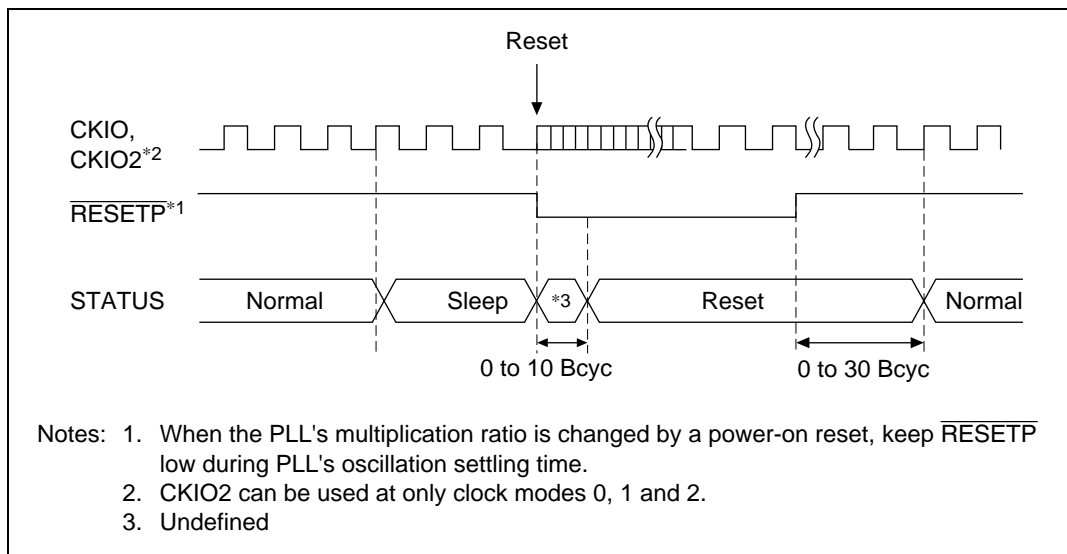 Reset
CKIO,
CKIO2*2
RESETP*1
STATUS
Normal
Sleep
*3
Reset
Normal
0 to 10 Bcyc
0 to 30 Bcyc
Notes: 1. When the PLL's multiplication ratio is changed by a power-on reset, keep RESETP
low during PLL's oscillation settling time.
2. CKIO2 can be used at only clock modes 0, 1 and 2.
3. Undefined